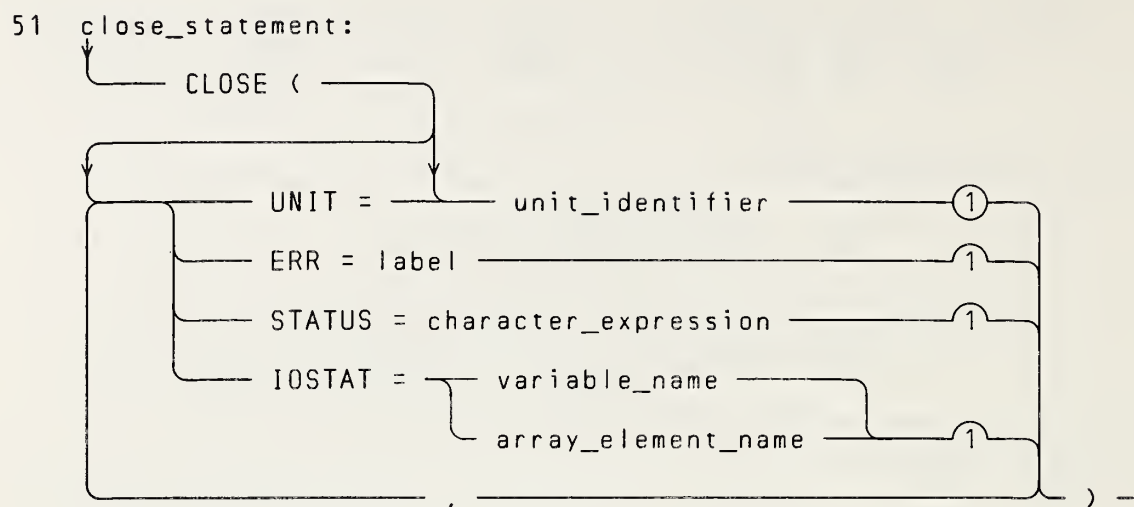 51 close_statement:
CLOSE (
UNIT = unit_identifier 1
ERR = label 1
STATUS = character_expression 1
IOSTAT = variable_name
array_element_name 1
, )